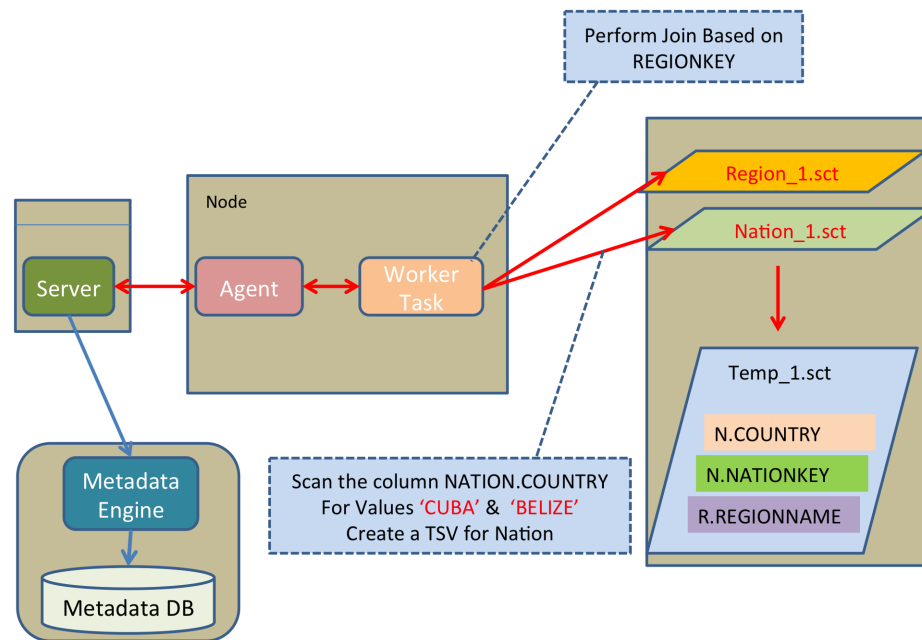 Perform Join Based on
REGIONKEY
Region_1.sct
Node
Nation_1.sct
Server
Agent
Worker
Task
Temp_1.sct
N.COUNTRY
Metadata
Engine
Scan the column NATION.COUNTRY
For Values ‘CUBA’ & ‘BELIZE’
Create a TSV for Nation
N.NATIONKEY
R.REGIONNAME
Metadata DB